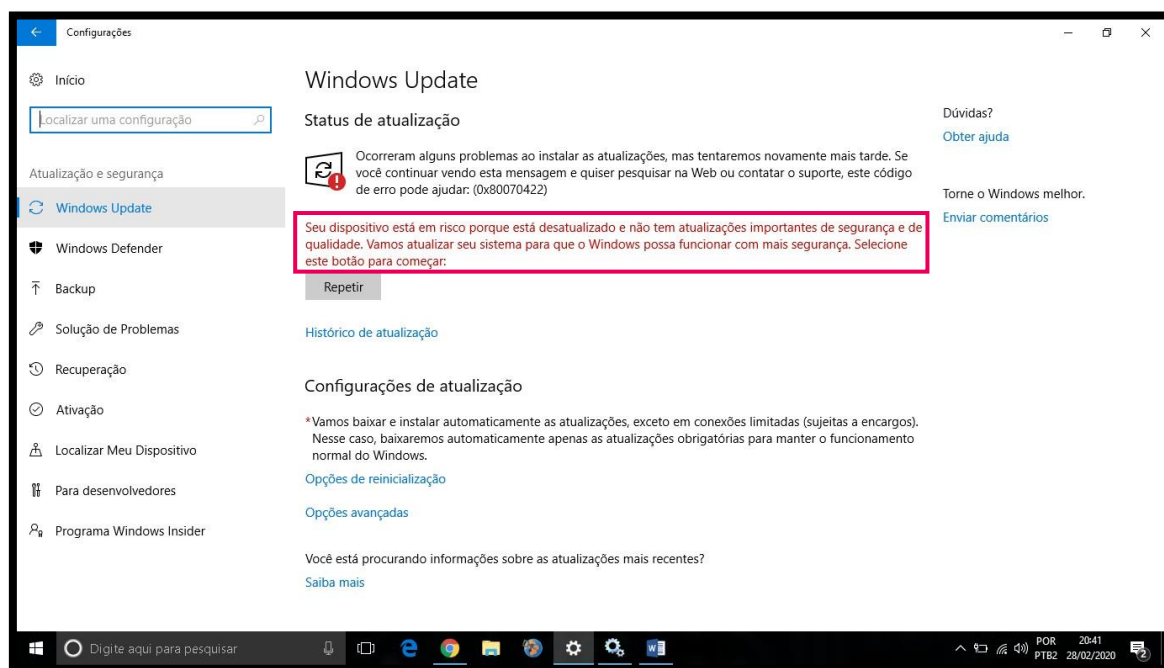 Configurações
Início
Localizar uma configuração
Atualização e segurança
Windows Update
Windows Defender
Backup
Solução de Problemas
Recuperação
Ativação
Localizar Meu Dispositivo
Para desenvolvedores
Programa Windows Insider
Windows Update
Status de atualização
Ocorreram alguns problemas ao instalar as atualizações, mas tentaremos novamente mais tarde. Se
você continuar vendo esta mensagem e quiser pesquisar na Web ou contatar o suporte, este código
de erro pode ajudar: (0x80070422)
Seu dispositivo está em risco porque está desatualizado e não tem atualizações importantes de segurança e de
qualidade. Vamos atualizar seu sistema para que o Windows possa funcionar com mais segurança. Selecione
este botão para começar:
Repetir
Histórico de atualização
Configurações de atualização
*Vamos baixar e instalar automaticamente as atualizações, exceto em conexões limitadas (sujeitas a encargos).
Nesse caso, baixaremos automaticamente apenas as atualizações obrigatórias para manter o funcionamento
normal do Windows.
Opções de reinicialização
Opções avançadas
Você está procurando informações sobre as atualizações mais recentes?
Saiba mais
Dúvidas?
Obter ajuda
Torne o Windows melhor.
Enviar comentários
Digite aqui para pesquisar
POR
PTB2
20:41
28/02/2020
2